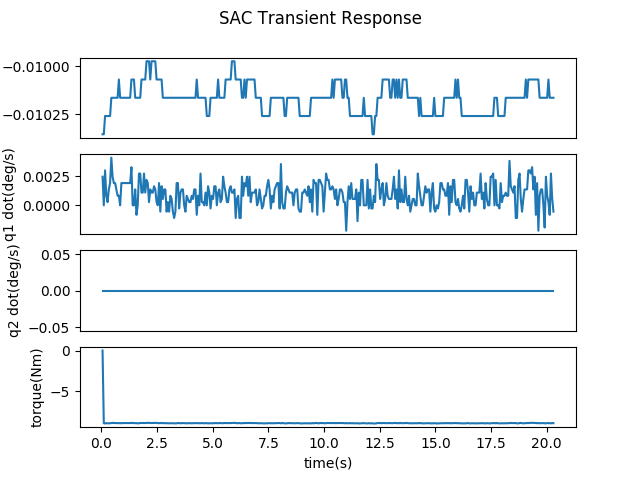 SAC Transient Response
−0.01000
−0.01025
q1 dot(deg/s)
0.0025
0.0000
q2 dot(deg/s)
0.05
0.00
−0.05
torque(Nm)
0
−5
0.0 2.5 5.0 7.5 10.0 12.5 15.0 17.5 20.0
time(s)